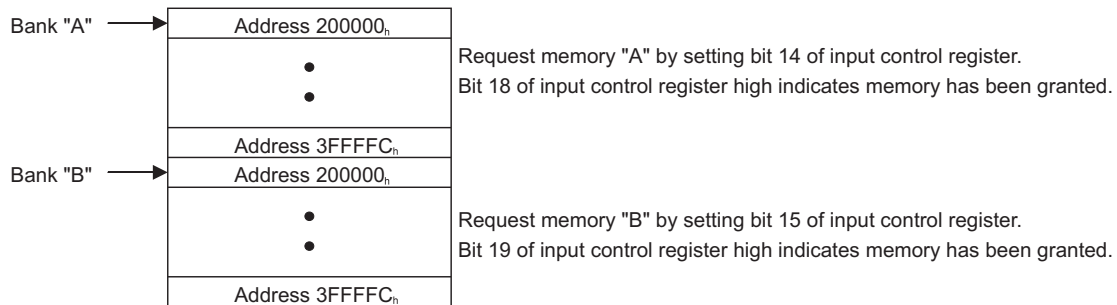 Bank "A"
Address 200000h
Request memory "A" by setting bit 14 of input control register.
Bit 18 of input control register high indicates memory has been granted.
Address 3FFFFCh
Bank "B"
Address 200000h
Request memory "B" by setting bit 15 of input control register.
Bit 19 of input control register high indicates memory has been granted.
Address 3FFFFCh